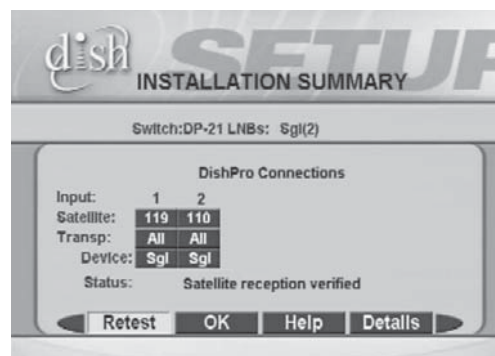 dish
SETUP
INSTALLATION SUMMARY
Switch:DP-21 LNBs: Sgl(2)
DishPro Connections
Input: 1 2
Satellite: 119 110
Transp: All All
Device: Sgl Sgl
Status: Satellite reception verified
Retest OK Help Details